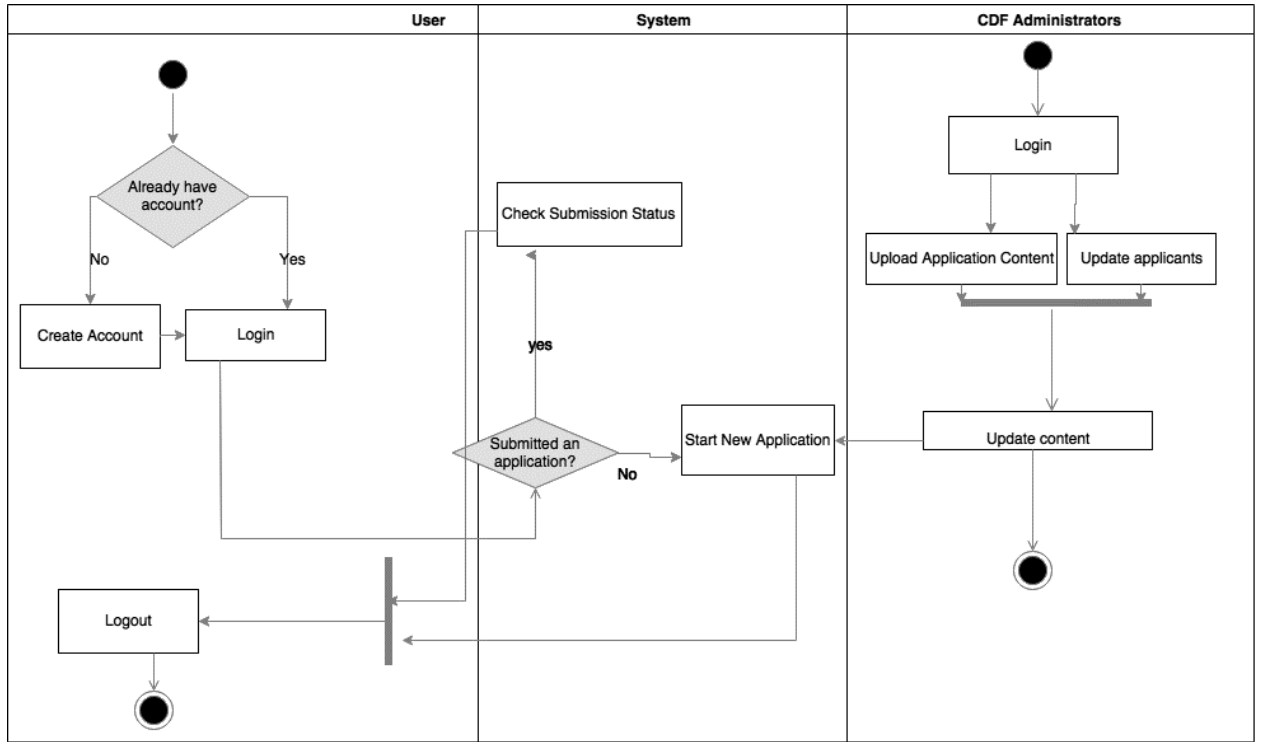 User
System
CDF Administrators
Already have
account?
No
Yes
Create Account
Login
Check Submission Status
yes
Submitted an
application?
No
Start New Application
Logout
Login
Upload Application Content
Update applicants
Update content